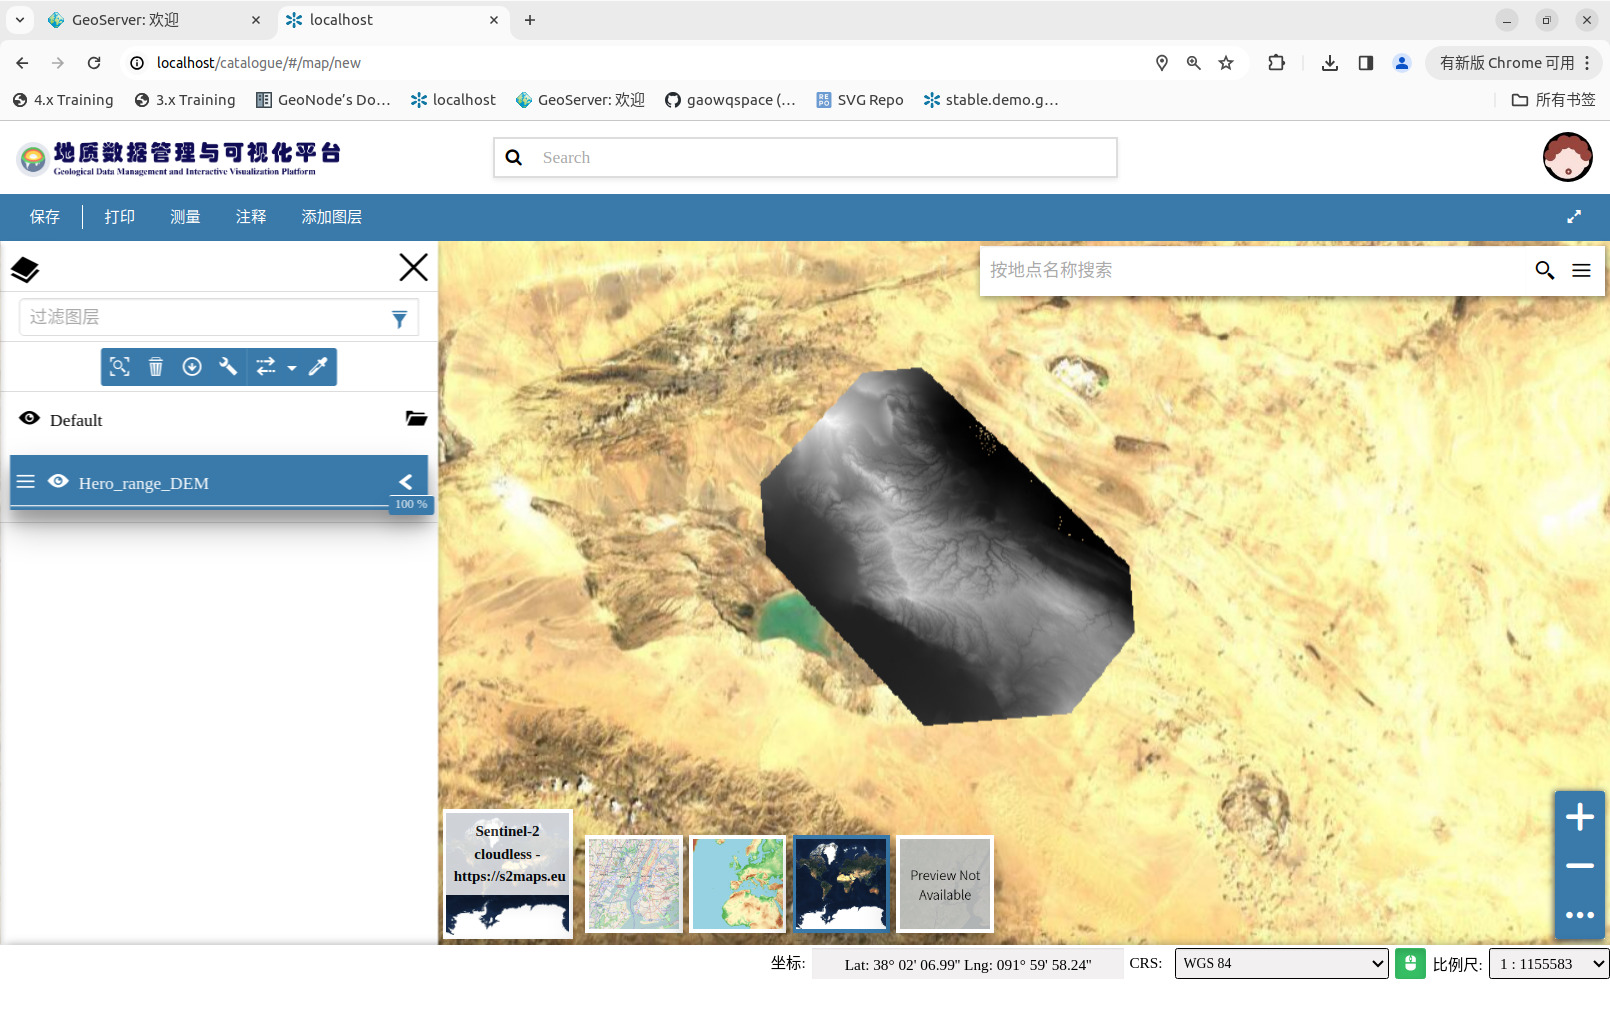 GeoServer: 欢迎
localhost
localhost/catalogue/#/map/new
有新版 Chrome 可用
4.x Training
3.x Training
GeoNode’s Do…
localhost
GeoServer: 欢迎
gaowqspace (…
SVG Repo
stable.demo.g…
所有书签
地质数据管理与可视化平台
Geological Data Management and Interactive Visualization Platform
Search
保存
打印
测量
注释
添加图层
按地点名称搜索
过滤图层
Default
Hero_range_DEM
100 %
Sentinel-2
cloudless -
https://s2maps.eu
Preview Not
Available
坐标:
Lat: 38° 02' 06.99" Lng: 091° 59' 58.24"
CRS:
WGS 84
比例尺:
1 : 1155583